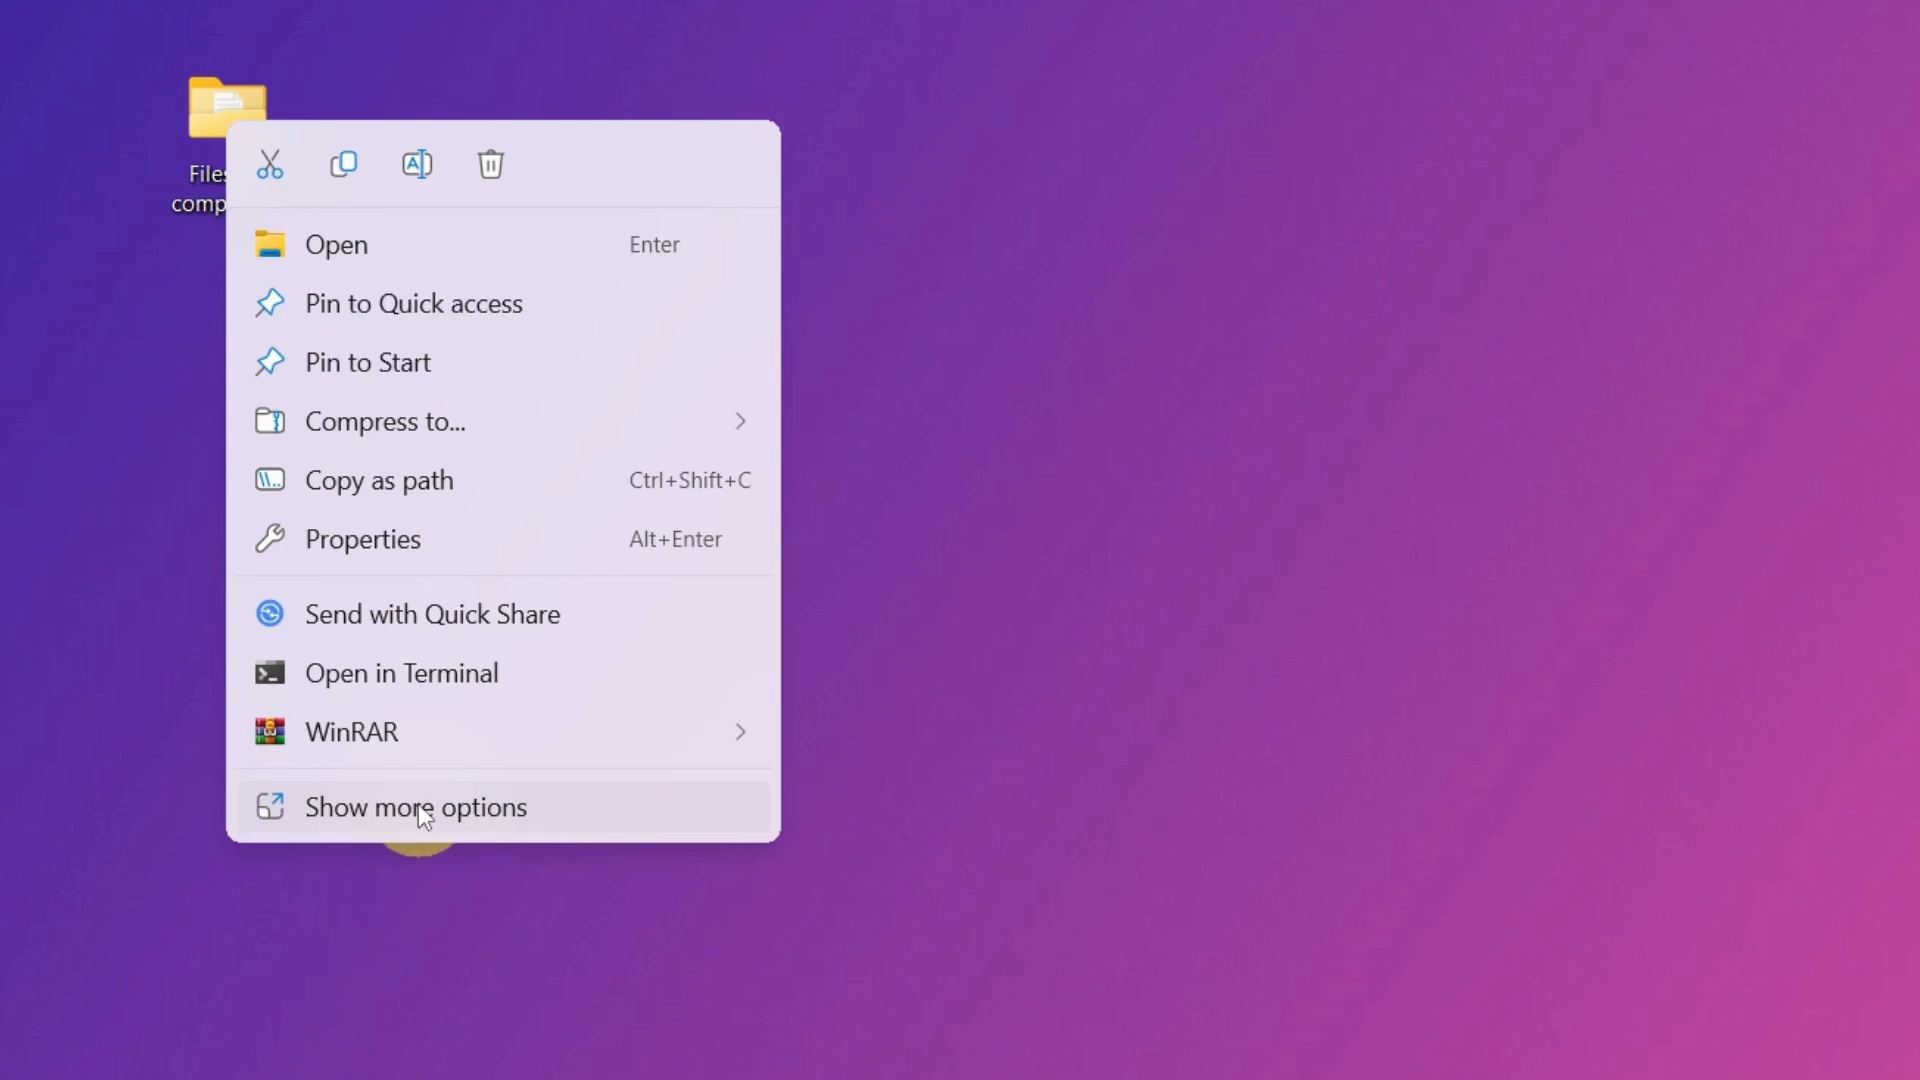 Files
comp
Open Enter
Pin to Quick access
Pin to Start
Compress to...
Copy as path Ctrl+Shift+C
Properties Alt+Enter
Send with Quick Share
Open in Terminal
WinRAR
Show more options